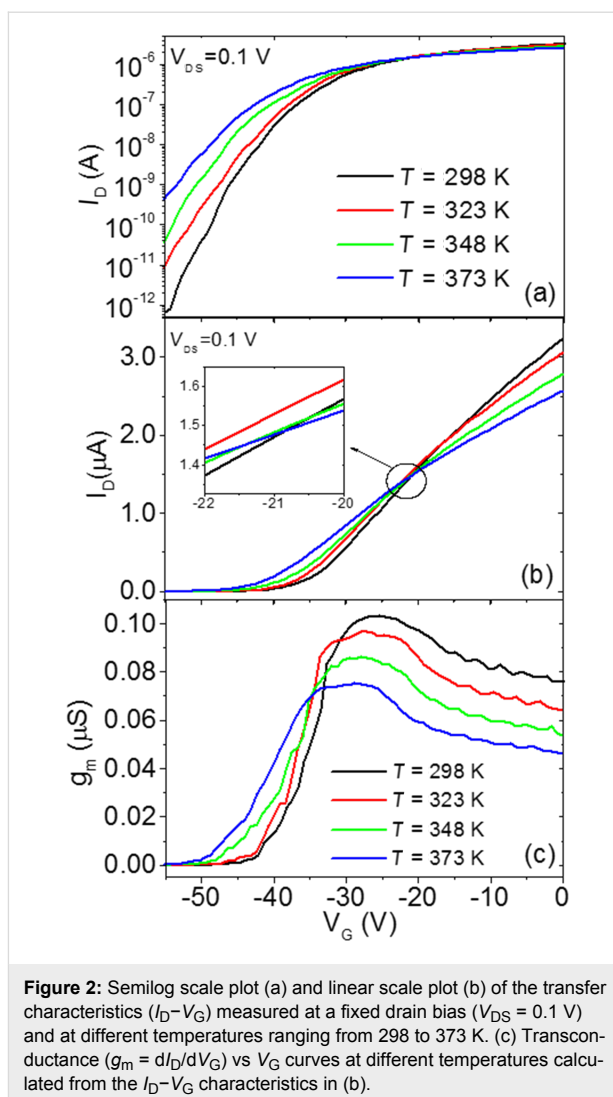 V_DS=0.1 V
10⁻⁶
10⁻⁷
10⁻⁸
10⁻⁹
10⁻¹⁰
10⁻¹¹
10⁻¹²
I_D (A)
T = 298 K
T = 323 K
T = 348 K
T = 373 K
(a)
V_DS=0.1 V
3.0
2.0
1.0
0.0
I_D(μA)
1.6
1.5
1.4
-22
-21
-20
(b)
0.10
0.08
0.06
0.04
0.02
0.00
g_m (μS)
T = 298 K
T = 323 K
T = 348 K
T = 373 K
(c)
-50 -40 -30 -20 -10 0
V_G (V)
Figure 2: Semilog scale plot (a) and linear scale plot (b) of the transfer
characteristics (I_D−V_G) measured at a fixed drain bias (V_DS = 0.1 V)
and at different temperatures ranging from 298 to 373 K. (c) Transcon-
ductance (g_m = dI_D/dV_G) vs V_G curves at different temperatures calcu-
lated from the I_D−V_G characteristics in (b).